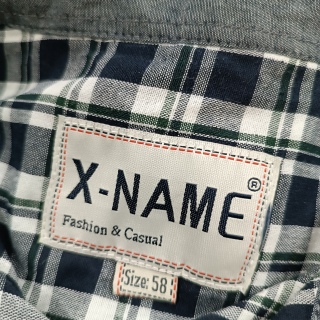 X-NAME®
Fashion & Casual
Size: 58